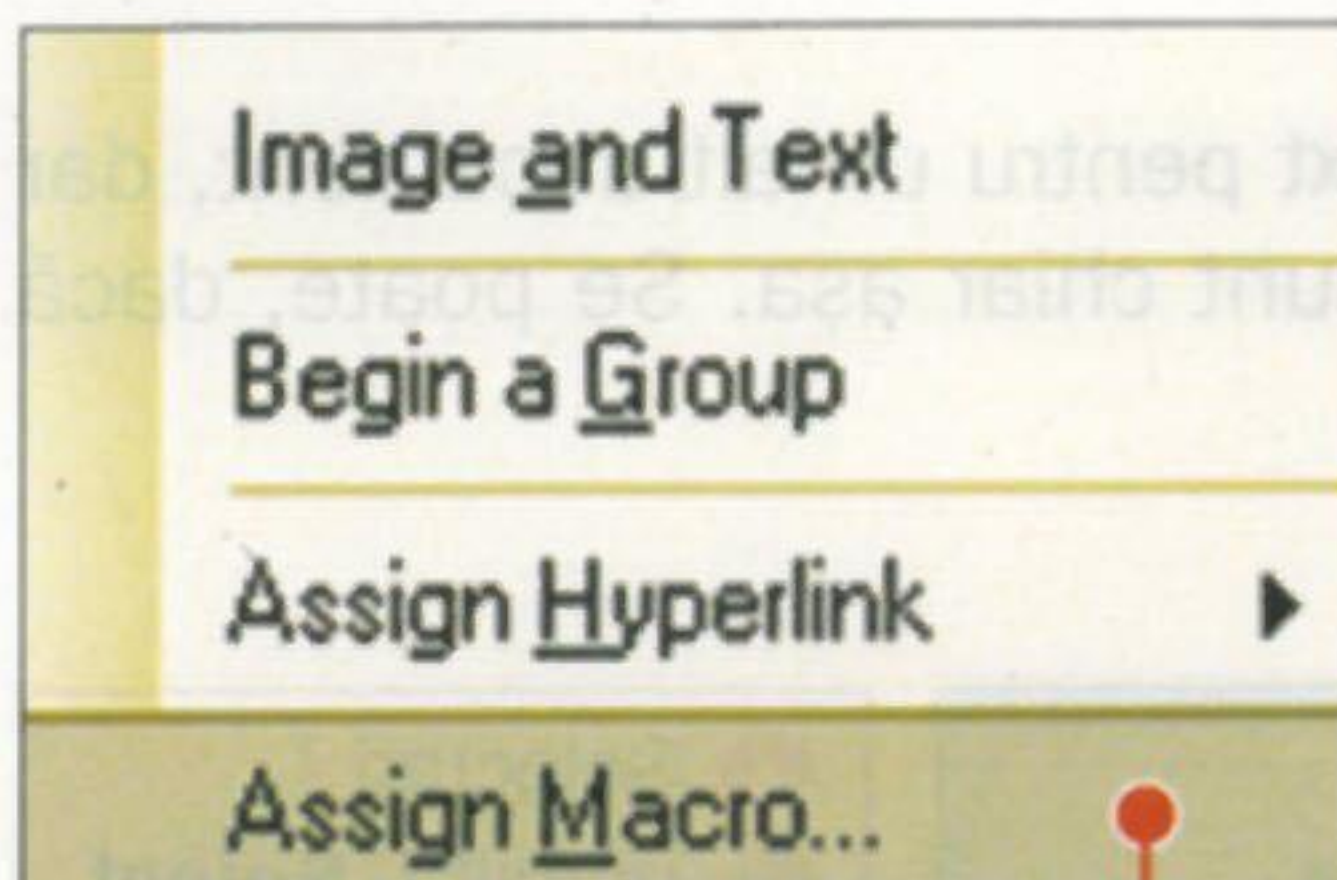 Image and Text
Begin a Group
Assign Hyperlink
Assign Macro...